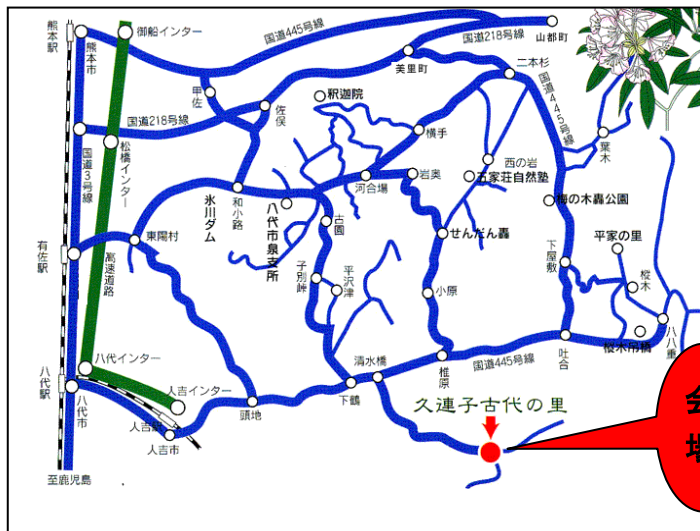 熊本駅
熊本市
御船インター
国道445号線
国道218号線
山都町
美里町
二本杉
国道445号線
甲佐
佐俣
釈迦院
国道218号線
松橋インター
国道3号線
横手
西の岩
五家荘自然塾
葉木
岩奥
河合場
和小路
氷川ダム
八代市泉支所
古園
梅の木轟公園
せんだん轟
平家の里
有佐駅
東陽村
高速道路
子別峠
平沢津
下屋敷
樅木
小原
樅木吊橋
八八重
八代インター
清水橋
椎原
国道445号線
吐合
八代駅
八代市
人吉インター
頭地
下鶴
久連子古代の里
人吉駅
人吉市
至鹿児島
会
場